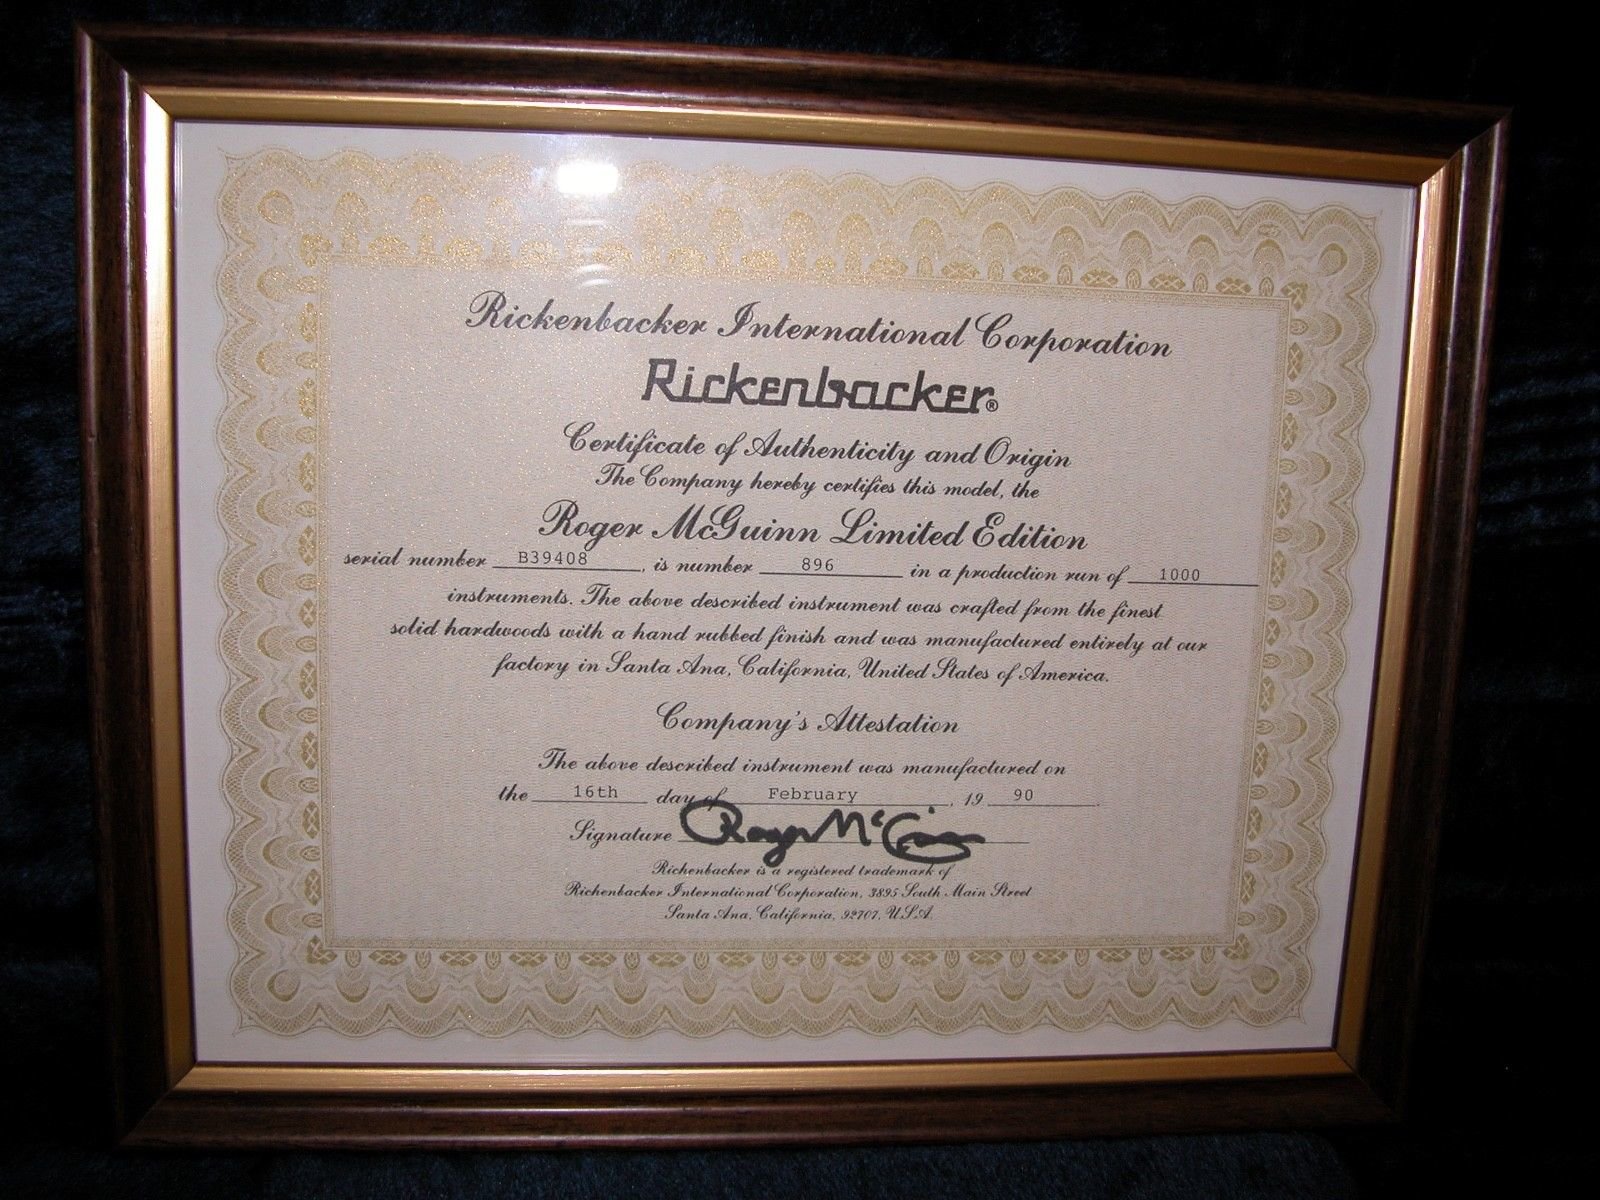 Rickenbacker International Corporation
Rickenbacker®
Certificate of Authenticity and Origin
The Company hereby certifies this model, the
Roger McGuinn Limited Edition
serial number B39408, is number 896 in a production run of 1000
instruments. The above described instrument was crafted from the finest
solid hardwoods with a hand rubbed finish and was manufactured entirely at our
factory in Santa Ana, California, United States of America.
Company's Attestation
The above described instrument was manufactured on
the 16th day of February, 19 90.
Signature Roger McGuinn
Rickenbacker is a registered trademark of
Rickenbacker International Corporation, 3895 South Main Street
Santa Ana, California, 92707, U.S.A.